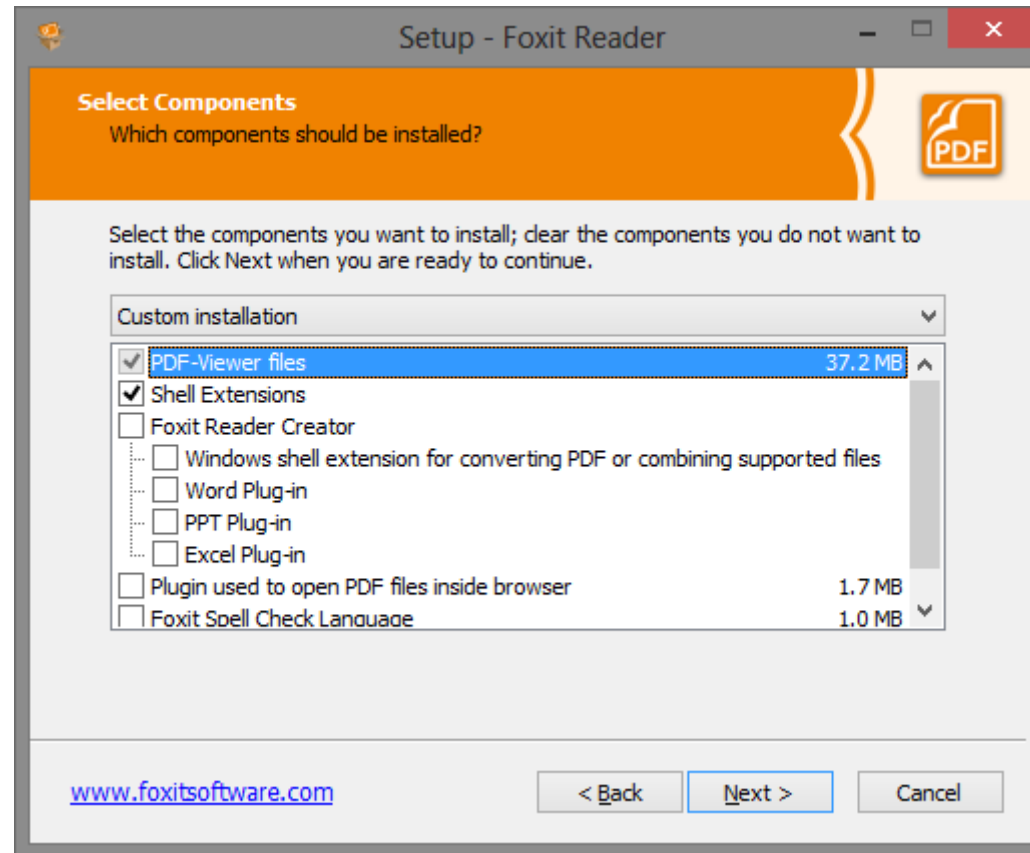 Setup - Foxit Reader
Select Components
Which components should be installed?
PDF
Select the components you want to install; clear the components you do not want to
install. Click Next when you are ready to continue.
Custom installation
PDF-Viewer files 37.2 MB
Shell Extensions
Foxit Reader Creator
Windows shell extension for converting PDF or combining supported files
Word Plug-in
PPT Plug-in
Excel Plug-in
Plugin used to open PDF files inside browser 1.7 MB
Foxit Spell Check Language 1.0 MB
www.foxitsoftware.com
< Back Next > Cancel